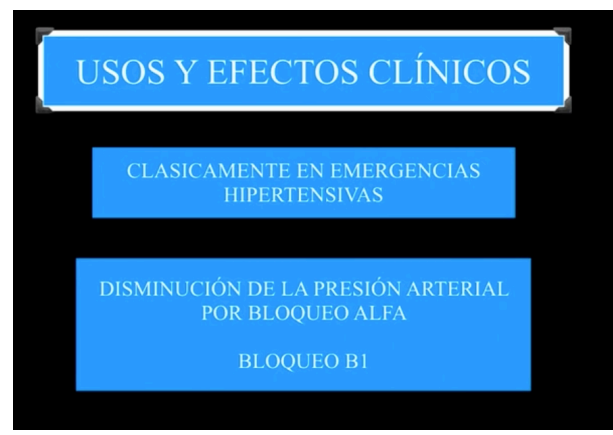 USOS Y EFECTOS CLÍNICOS
CLASICAMENTE EN EMERGENCIAS
HIPERTENSIVAS
DISMINUCIÓN DE LA PRESIÓN ARTERIAL
POR BLOQUEO ALFA
BLOQUEO B1